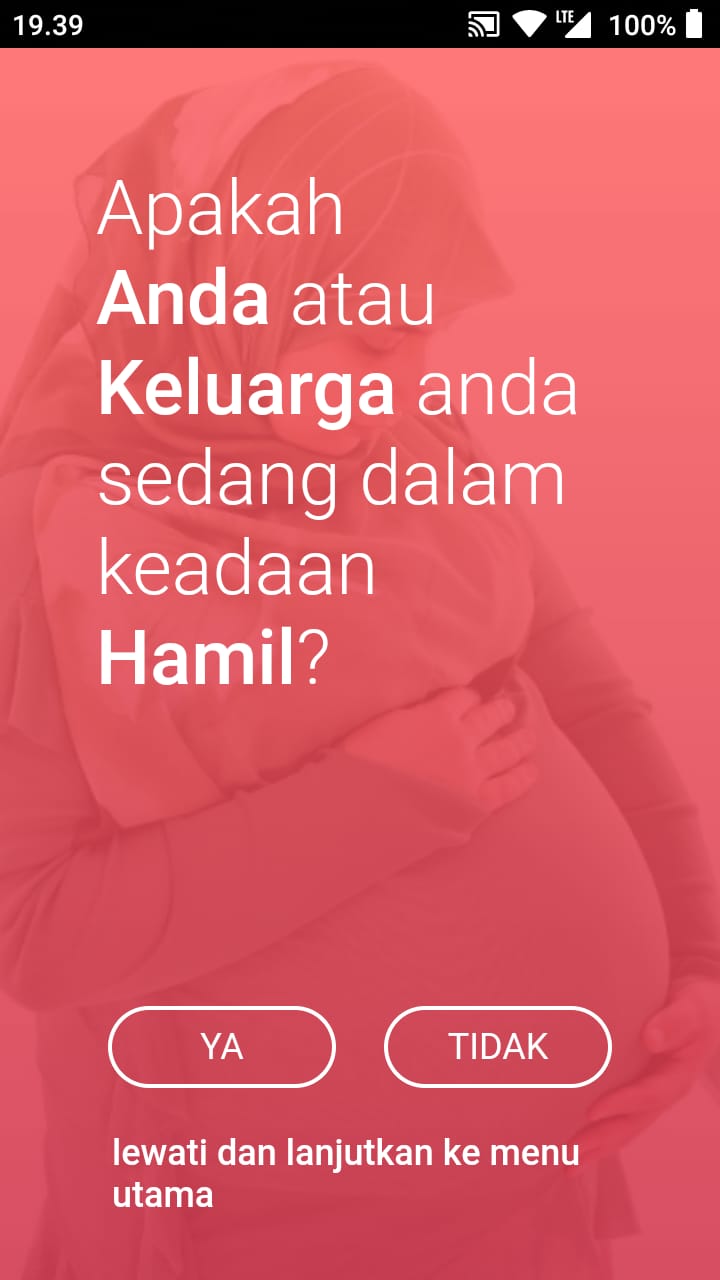 19.39
LTE
100%
Apakah
Anda atau
Keluarga anda
sedang dalam
keadaan
Hamil?
YA
TIDAK
lewati dan lanjutkan ke menu
utama